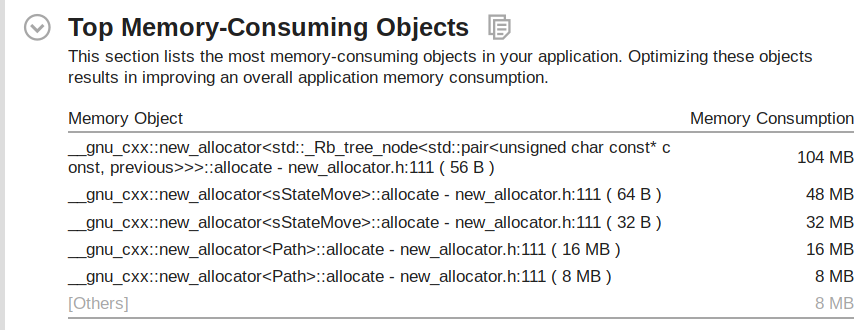 Top Memory-Consuming Objects
This section lists the most memory-consuming objects in your application. Optimizing these objects
results in improving an overall application memory consumption.
Memory Object Memory Consumption
__gnu_cxx::new_allocator<std::_Rb_tree_node<std::pair<unsigned char const* c
onst, previous>>>::allocate - new_allocator.h:111 ( 56 B ) 104 MB
__gnu_cxx::new_allocator<sStateMove>::allocate - new_allocator.h:111 ( 64 B ) 48 MB
__gnu_cxx::new_allocator<sStateMove>::allocate - new_allocator.h:111 ( 32 B ) 32 MB
__gnu_cxx::new_allocator<Path>::allocate - new_allocator.h:111 ( 16 MB ) 16 MB
__gnu_cxx::new_allocator<Path>::allocate - new_allocator.h:111 ( 8 MB ) 8 MB
[Others] 8 MB